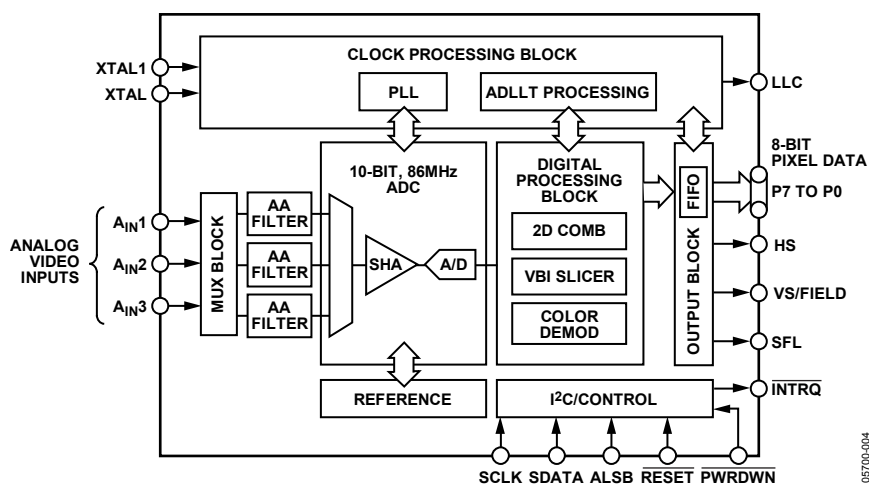 CLOCK PROCESSING BLOCK
XTAL1
XTAL
PLL
ADLLT PROCESSING
LLC
8-BIT
PIXEL DATA
P7 TO P0
10-BIT, 86MHz
ADC
DIGITAL
PROCESSING
BLOCK
FIFO
OUTPUT BLOCK
ANALOG
VIDEO
INPUTS
AIN1
AIN2
AIN3
MUX BLOCK
AA
FILTER
AA
FILTER
AA
FILTER
SHA
A/D
2D COMB
VBI SLICER
COLOR
DEMOD
HS
VS/FIELD
SFL
REFERENCE
I2C/CONTROL
INTRQ
SCLK SDATA ALSB RESET PWRDWN
05700-004